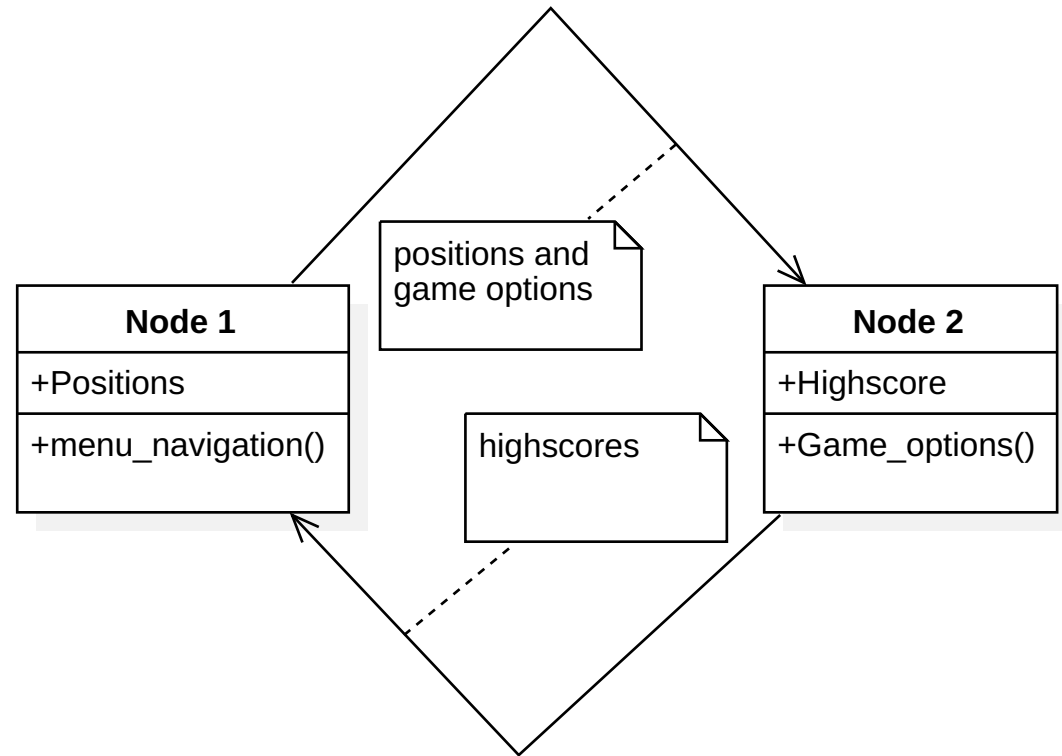 positions and
game options
Node 1
+Positions
+menu_navigation()
Node 2
+Highscore
+Game_options()
highscores